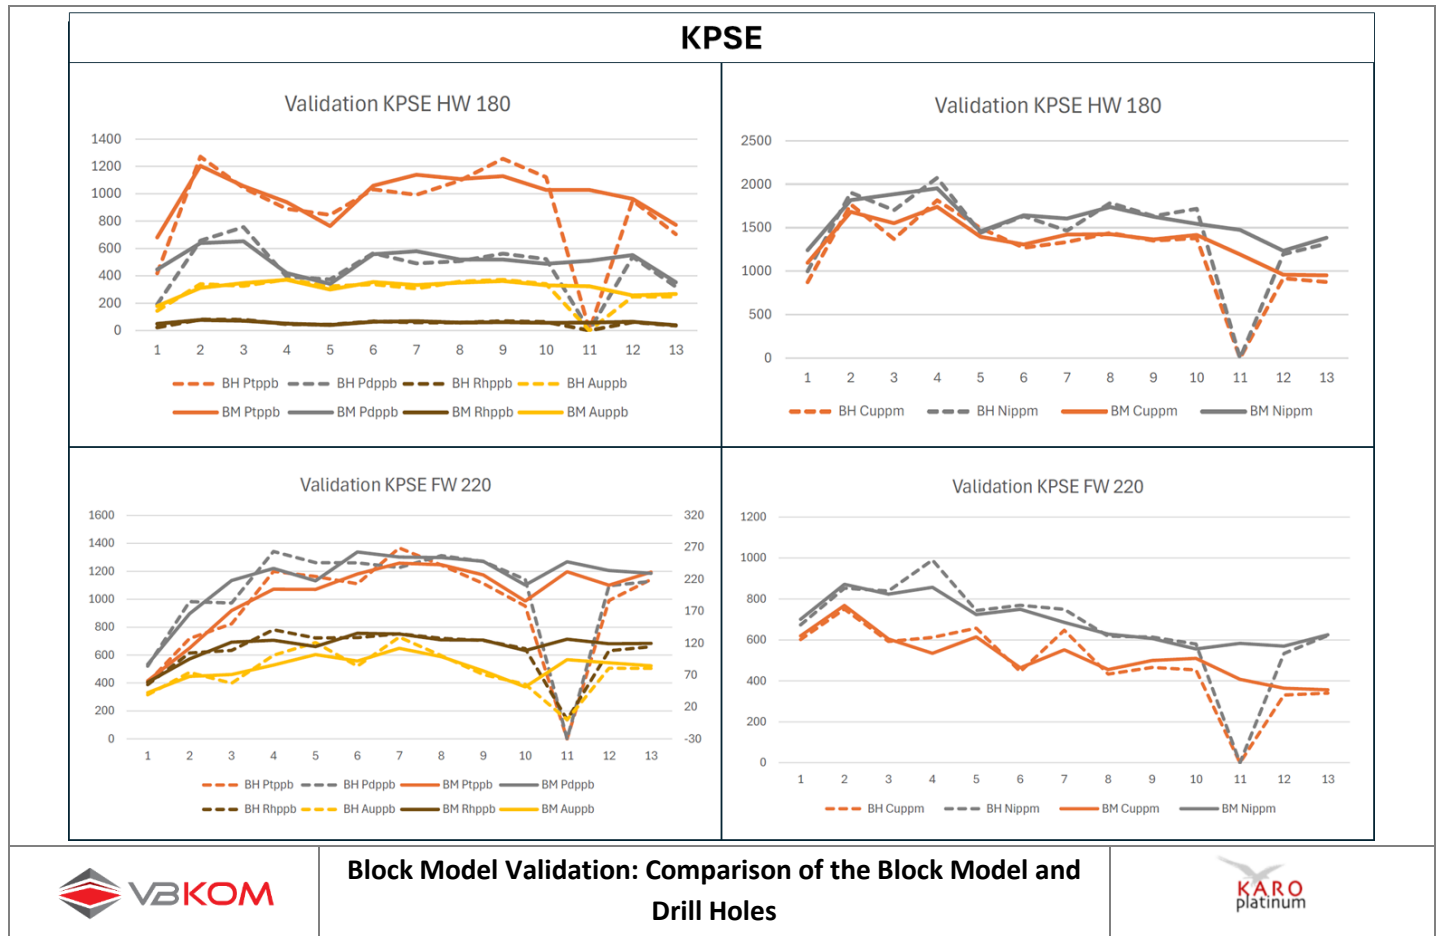 KPSE
Validation KPSE HW 180
1400
1200
1000
800
600
400
200
0
1 2 3 4 5 6 7 8 9 10 11 12 13
BH Ptppb BH Pdppb BH Rhppb BH Auppb
BM Ptppb BM Pdppb BM Rhppb BM Auppb
Validation KPSE HW 180
2500
2000
1500
1000
500
0
1 2 3 4 5 6 7 8 9 10 11 12 13
BH Cuppm BH Nippm BM Cuppm BM Nippm
Validation KPSE FW 220
1600 320
1400 270
1200 220
1000 170
800 120
600 70
400 20
200 -30
0
1 2 3 4 5 6 7 8 9 10 11 12 13
BH Ptppb BH Pdppb BM Ptppb BM Pdppb
BH Rhppb BH Auppb BM Rhppb BM Auppb
Validation KPSE FW 220
1200
1000
800
600
400
200
0
1 2 3 4 5 6 7 8 9 10 11 12 13
BH Cuppm BH Nippm BM Cuppm BM Nippm
VBKOM
Block Model Validation: Comparison of the Block Model and
Drill Holes
KARO
platinum